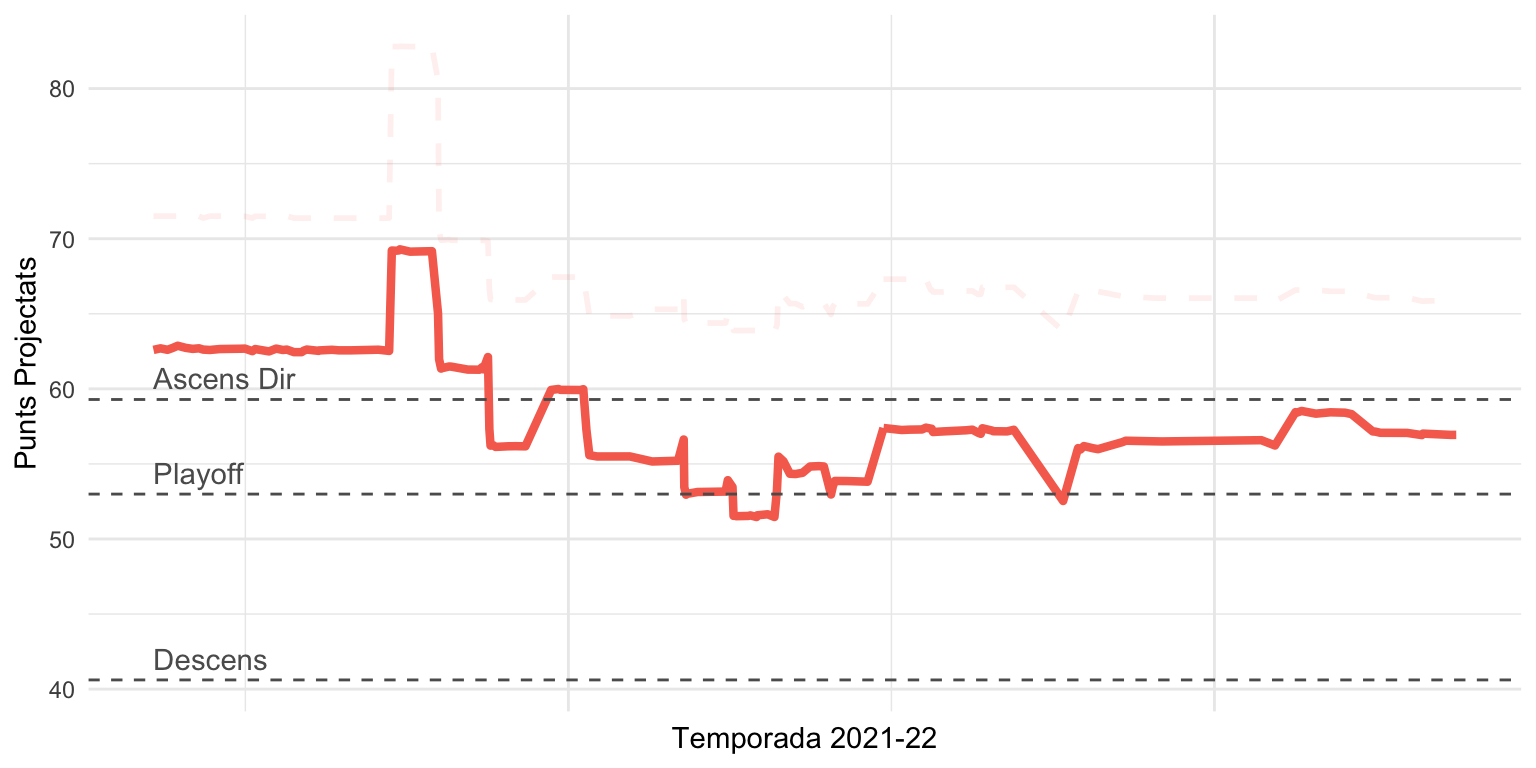 80
70
60
50
40
Punts Projectats
Ascens Dir
Playoff
Descens
Temporada 2021-22